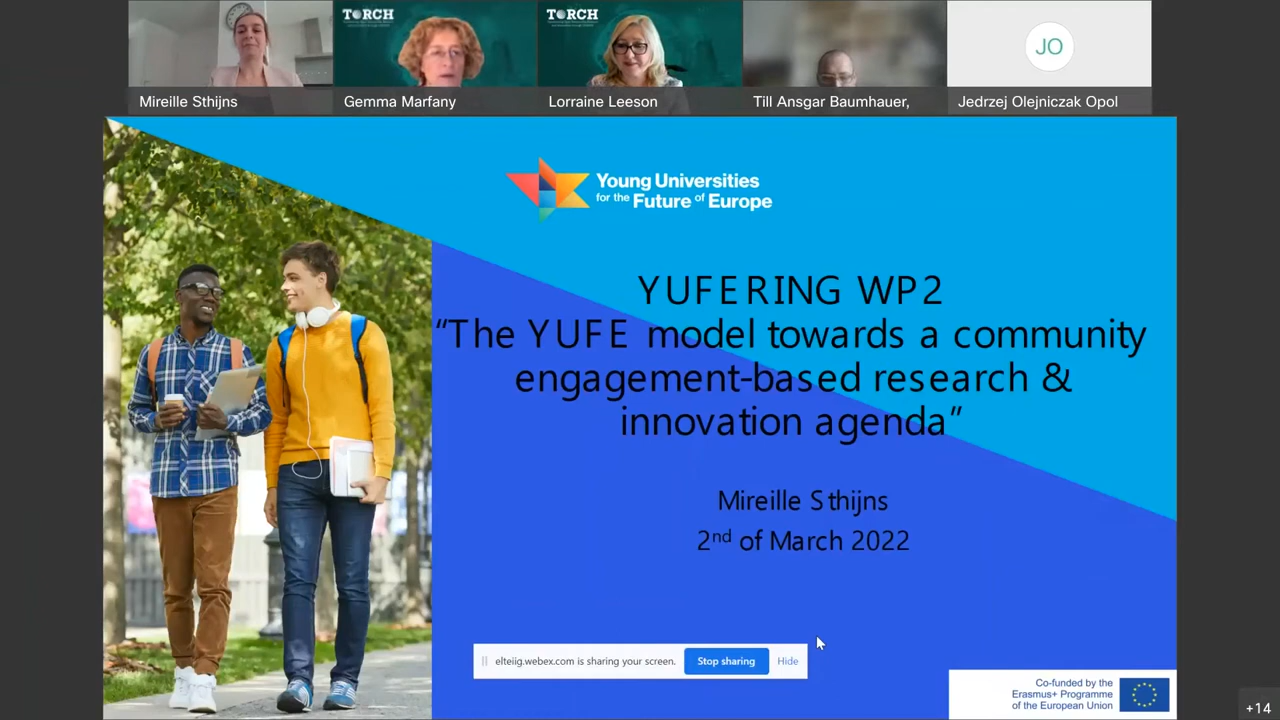 TORCH
TORCH
JO
Mireille Sthijns
Gemma Marfany
Lorraine Leeson
Till Ansgar Baumhauer,
Jedrzej Olejniczak Opol
Young Universities
for the Future of Europe
YUFERING WP2
“The YUFE model towards a community
engagement-based research &
innovation agenda”
Mireille Sthijns
2nd of March 2022
elteiig.webex.com is sharing your screen.
Stop sharing
Hide
Co-funded by the
Erasmus+ Programme
of the European Union
+14